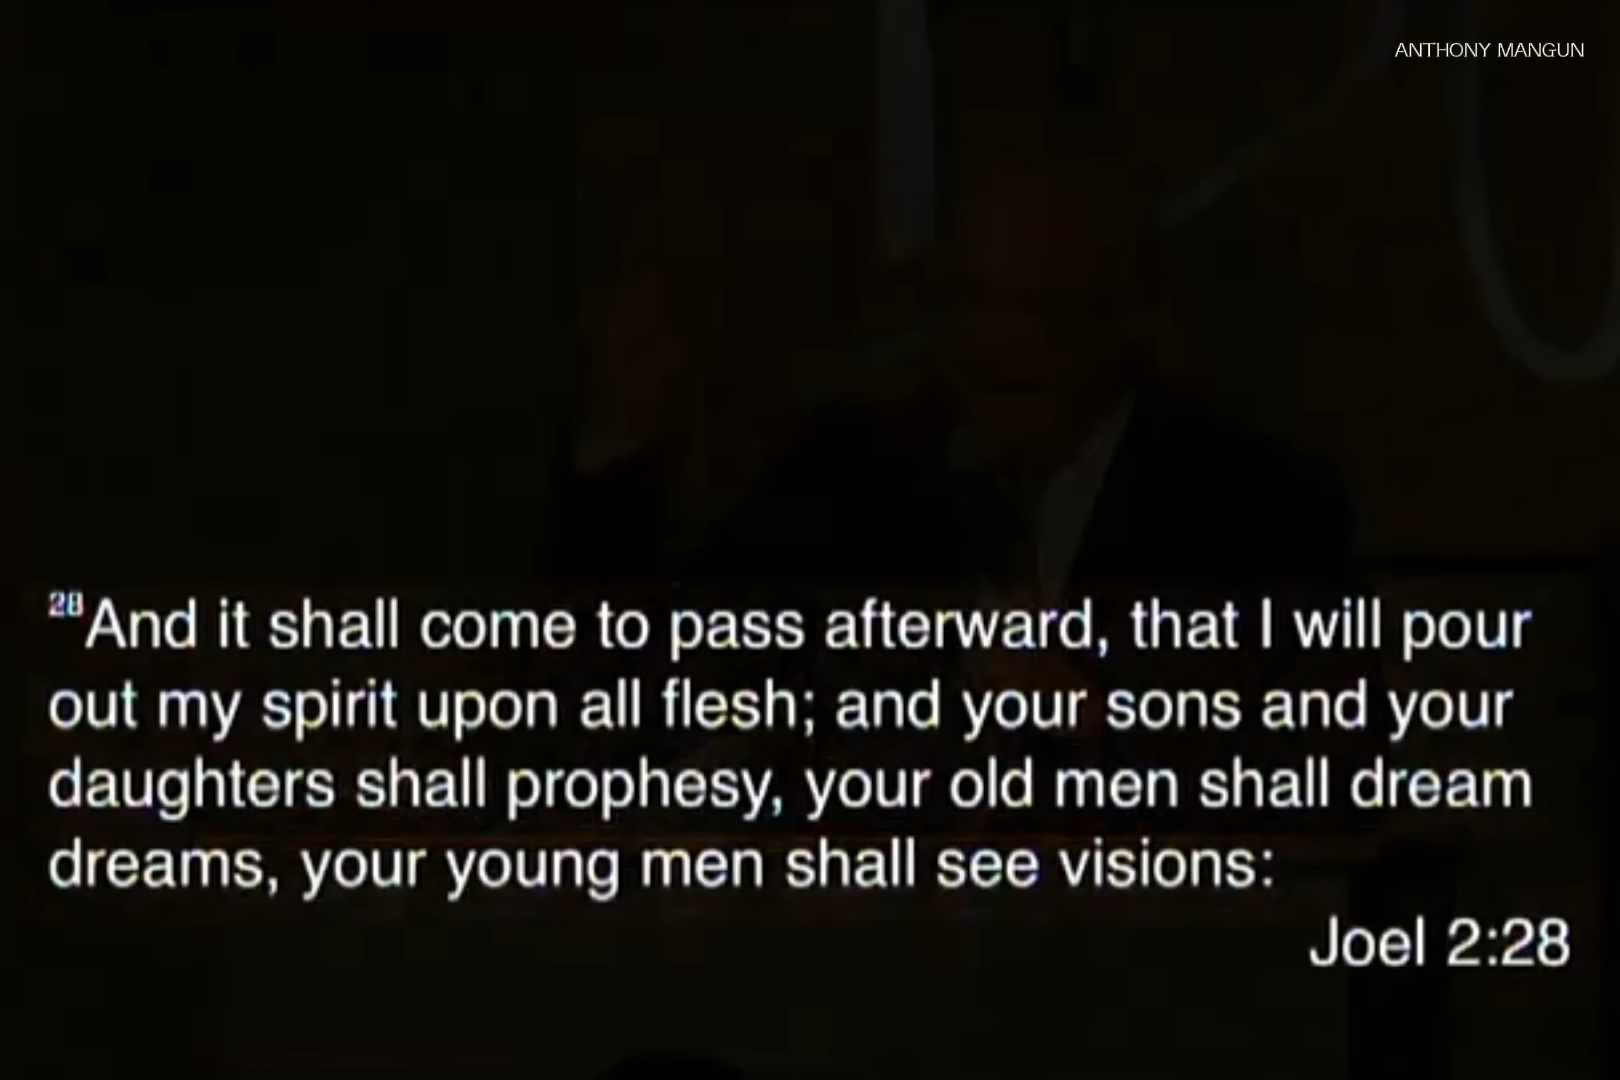 ANTHONY MANGUN
28And it shall come to pass afterward, that I will pour
out my spirit upon all flesh; and your sons and your
daughters shall prophesy, your old men shall dream
dreams, your young men shall see visions:
Joel 2:28